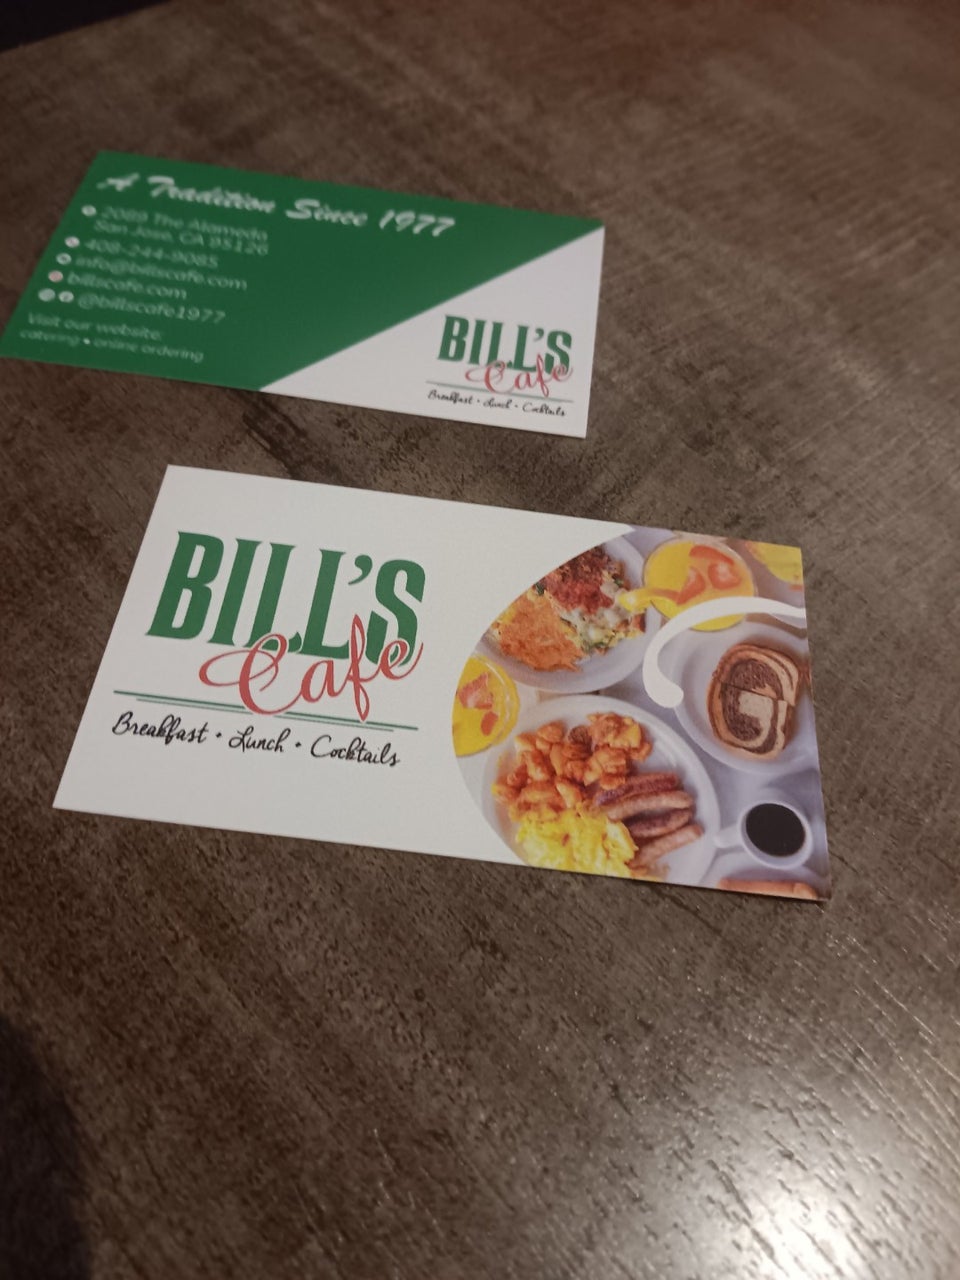 A Tradition Since 1977
2089 The Alameda
San Jose, CA 95126
408-244-9085
info@billscafe.com
billscafe.com
@billscafe1977
Visit our website:
catering • online ordering
BILL'S
Cafe
Breakfast • Lunch • Cocktails
BILL'S
Cafe
Breakfast • Lunch • Cocktails